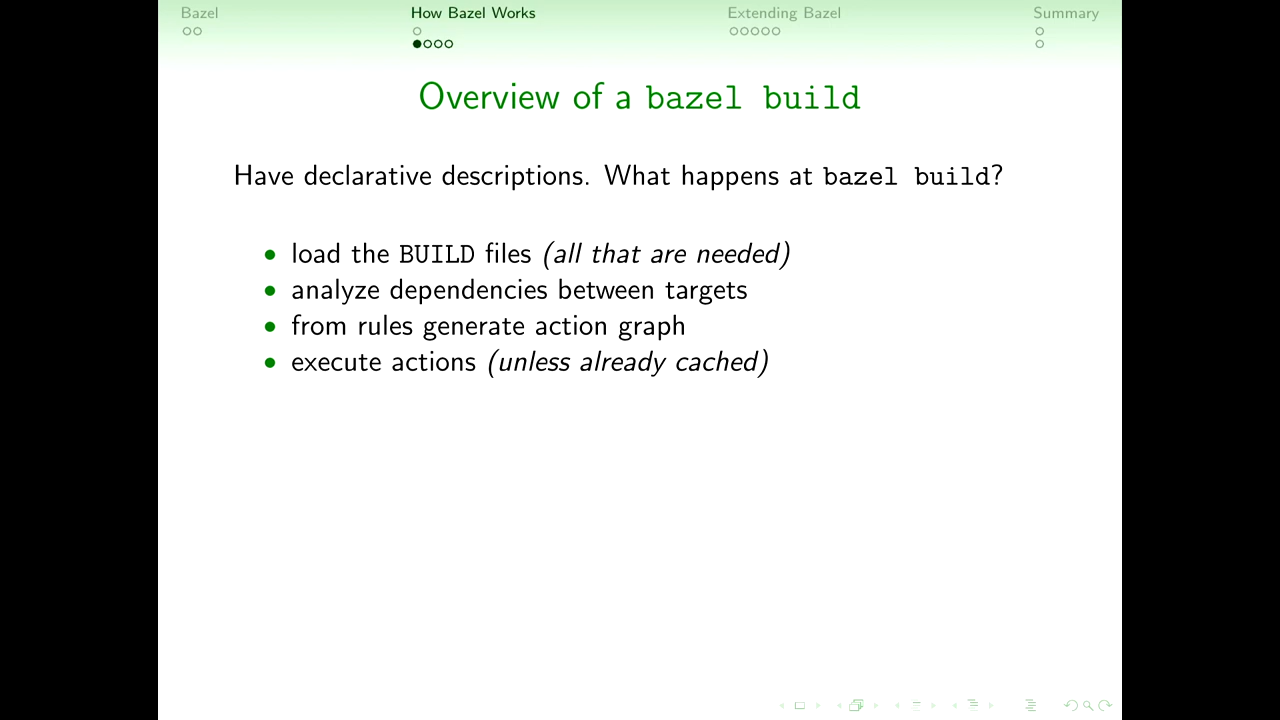 Bazel
How Bazel Works
Extending Bazel
Summary
Overview of a bazel build
Have declarative descriptions. What happens at bazel build?
• load the BUILD files (all that are needed)
• analyze dependencies between targets
• from rules generate action graph
• execute actions (unless already cached)